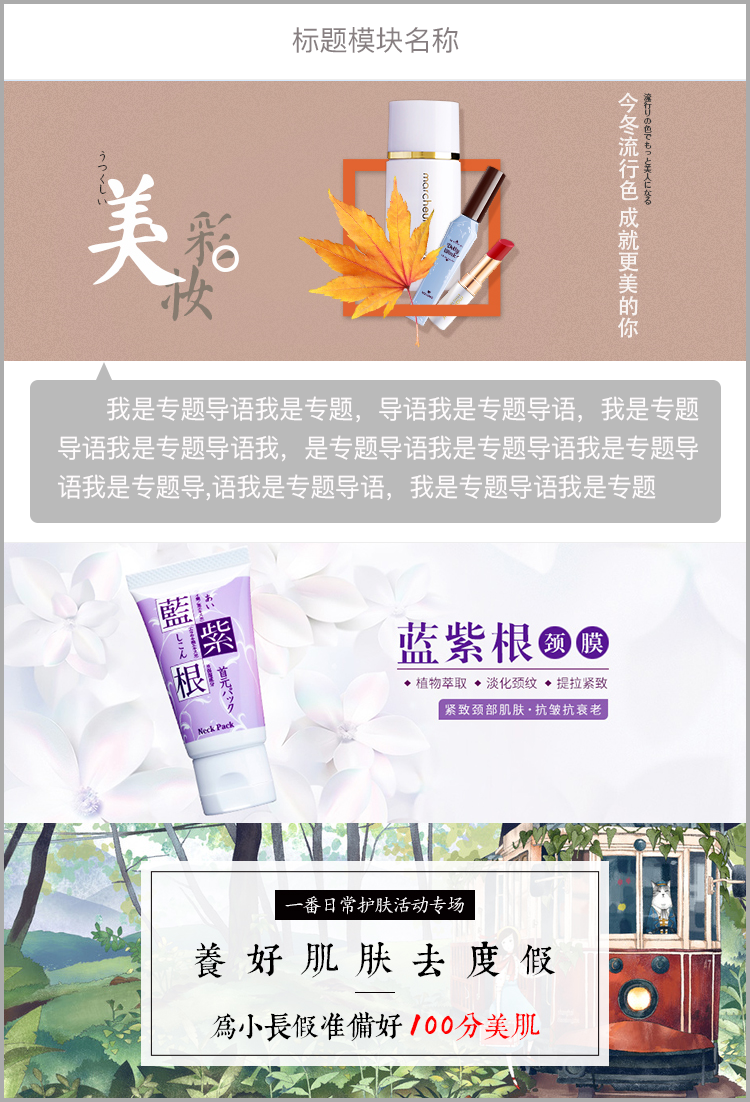 标题模块名称
うつくしい
美
彩妆
marcheur
今冬流行色 成就更美的你
流行りの色でもっと美人になる
我是专题导语我是专题，导语我是专题导语，我是专题
导语我是专题导语我，是专题导语我是专题导语我是专题导
语我是专题导,语我是专题导语，我是专题导语我是专题
藍
あい
紫
しこん
根
首元パック
Neck Pack
蓝紫根颈膜
植物萃取 淡化颈纹 提拉紧致
紧致颈部肌肤·抗皱抗衰老
一番日常护肤活动专场
養好肌肤去度假
為小長假准備好100分美肌